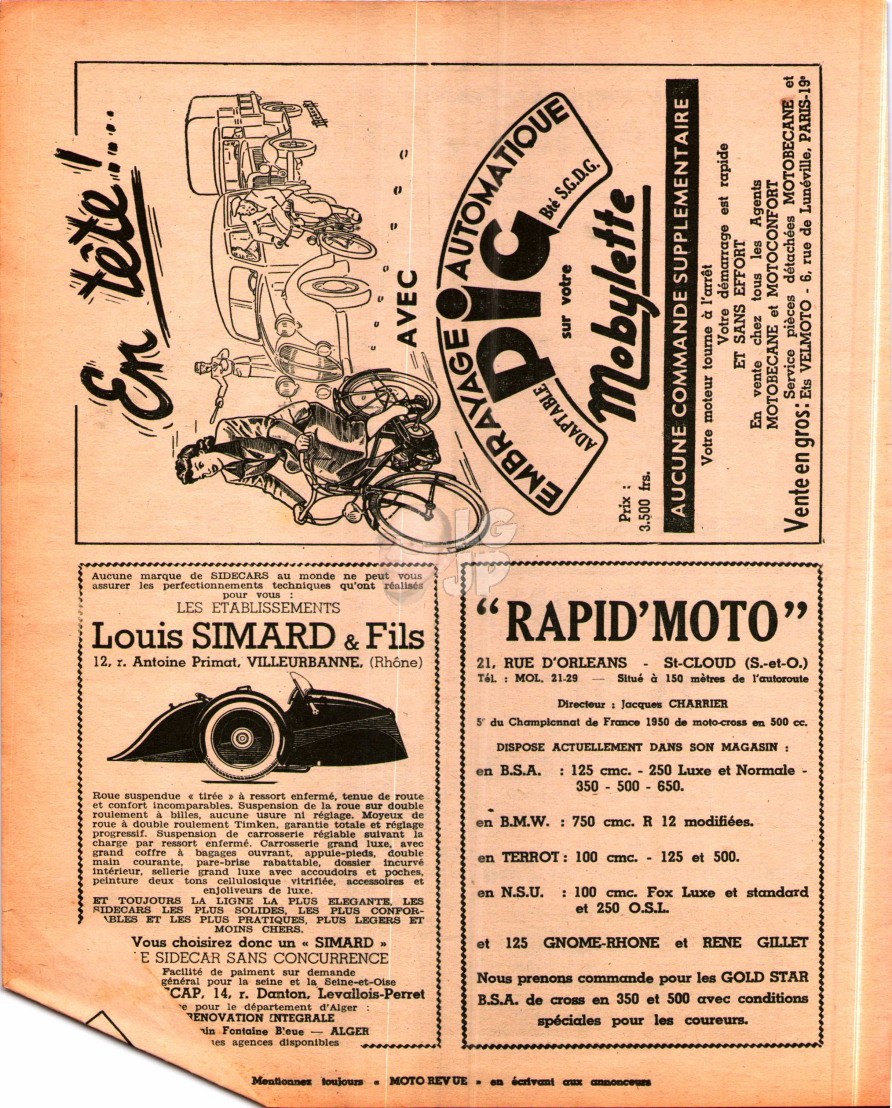 En tête!...
AVEC
EMBRAYAGE AUTOMATIQUE
pic
ADAPTABLE
Bté S.G.D.G.
sur votre
Mobylette
Prix :
3.500 frs.
AUCUNE COMMANDE SUPPLEMENTAIRE
Votre moteur tourne à l'arrêt
Votre démarrage est rapide
ET SANS EFFORT
En vente chez tous les Agents
MOTOBECANE et MOTOCONFORT
Service pièces détachées MOTOBECANE et
Vente en gros : Ets VELMOTO - 6, rue de Lunéville, PARIS-19e
Aucune marque de SIDECARS au monde ne peut vous
assurer les perfectionnements techniques qu'ont réalisés
pour vous :
LES ETABLISSEMENTS
Louis SIMARD & Fils
12, r. Antoine Primat, VILLEURBANNE, (Rhône)
Roue suspendue « tirée » à ressort enfermé, tenue de route
et confort incomparables. Suspension de la roue sur double
roulement à billes, aucune usure ni réglage. Moyeux de
roue à double roulement Timken, garantie totale et réglage
progressif. Suspension de carrosserie réglable suivant la
charge par ressort enfermé. Carrosserie grand luxe, avec
grand coffre à bagages ouvrant, appuie-pieds, double
main courante, pare-brise rabattable, dossier incurvé
intérieur, sellerie grand luxe avec accoudoirs et poches,
peinture deux tons cellulosique vitrifiée, accessoires et
enjoliveurs de luxe.
ET TOUJOURS LA LIGNE LA PLUS ELEGANTE, LES
SIDECARS LES PLUS SOLIDES, LES PLUS CONFOR-
ABLES ET LES PLUS PRATIQUES, PLUS LEGERS ET
MOINS CHERS.
Vous choisirez donc un « SIMARD »
E SIDECAR SANS CONCURRENCE
Facilité de paiment sur demande
général pour la seine et la Seine-et-Oise
CAP, 14, r. Danton, Levallois-Perret
e pour le département d'Alger :
RENOVATION INTEGRALE
in Fontaine Bleue — ALGER
es agences disponibles
“RAPID'MOTO”
21, RUE D'ORLEANS - St-CLOUD (S.-et-O.)
Tél. : MOL. 21-29 — Situé à 150 mètres de l'autoroute
Directeur : Jacques CHARRIER
5e du Championnat de France 1950 de moto-cross en 500 cc.
DISPOSE ACTUELLEMENT DANS SON MAGASIN :
en B.S.A. : 125 cmc. - 250 Luxe et Normale -
350 - 500 - 650.
en B.M.W. : 750 cmc. R 12 modifiées.
en TERROT : 100 cmc. - 125 et 500.
en N.S.U. : 100 cmc. Fox Luxe et standard
et 250 O.S.L.
et 125 GNOME-RHONE et RENE GILLET
Nous prenons commande pour les GOLD STAR
B.S.A. de cross en 350 et 500 avec conditions
spéciales pour les coureurs.
Mentionnez toujours « MOTO REVUE » en écrivant aux annonceurs